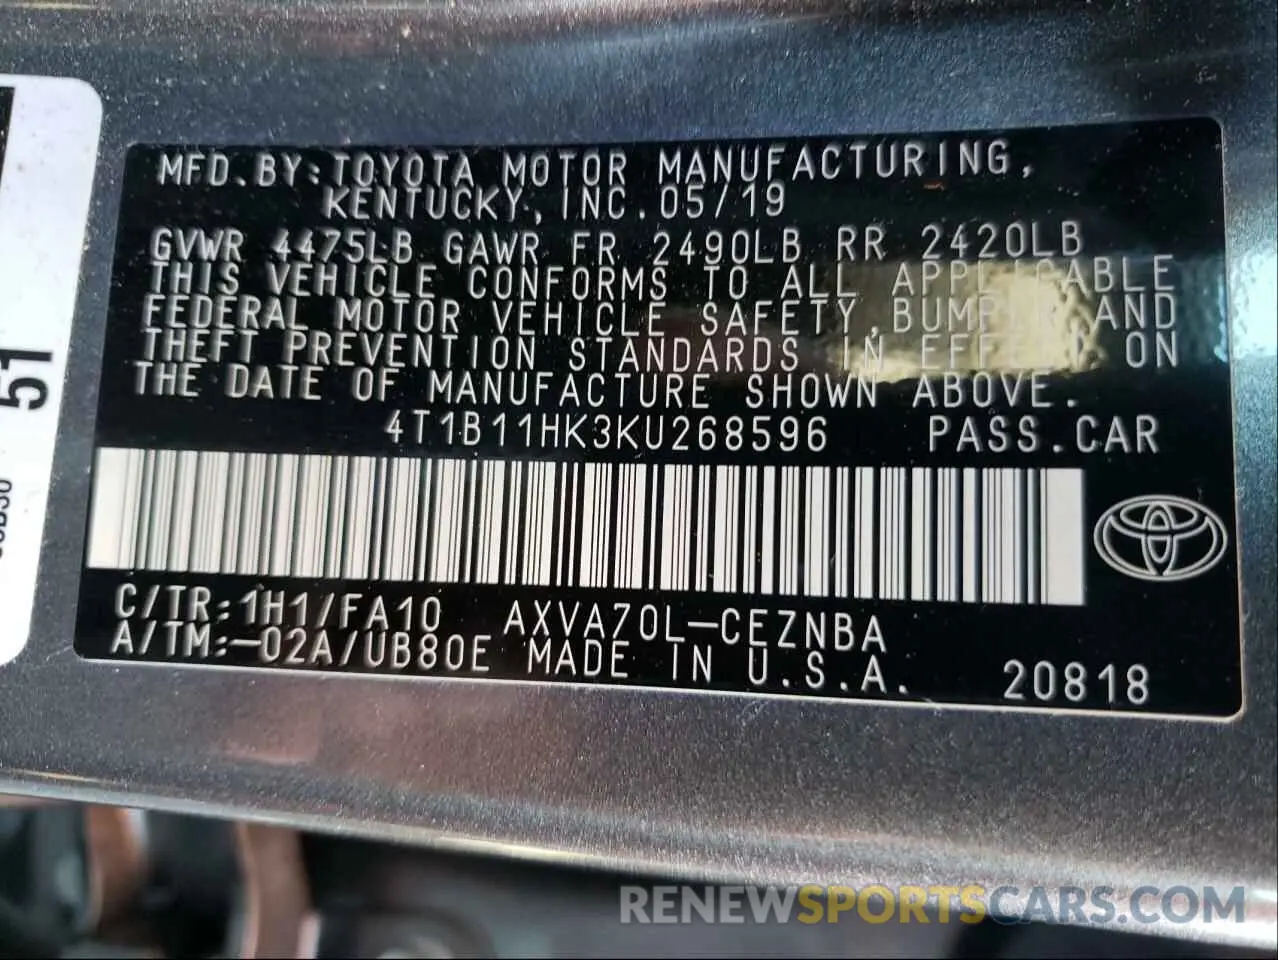 MFD.BY:TOYOTA MOTOR MANUFACTURING,
KENTUCKY, INC. 05/19
GVWR 4475LB GAWR FR 2490LB RR 2420LB
THIS VEHICLE CONFORMS TO ALL APPLICABLE
FEDERAL MOTOR VEHICLE SAFETY, BUMPER, AND
THEFT PREVENTION STANDARDS IN EFFECT ON
THE DATE OF MANUFACTURE SHOWN ABOVE.
4T1B11HK3KU268596 PASS.CAR
C/TR:1H1/FA10 AXVA70L-CEZNBA
A/TM:-02A/UB80E MADE IN U.S.A. 20818
51
RENEWSPORTSCARS.COM